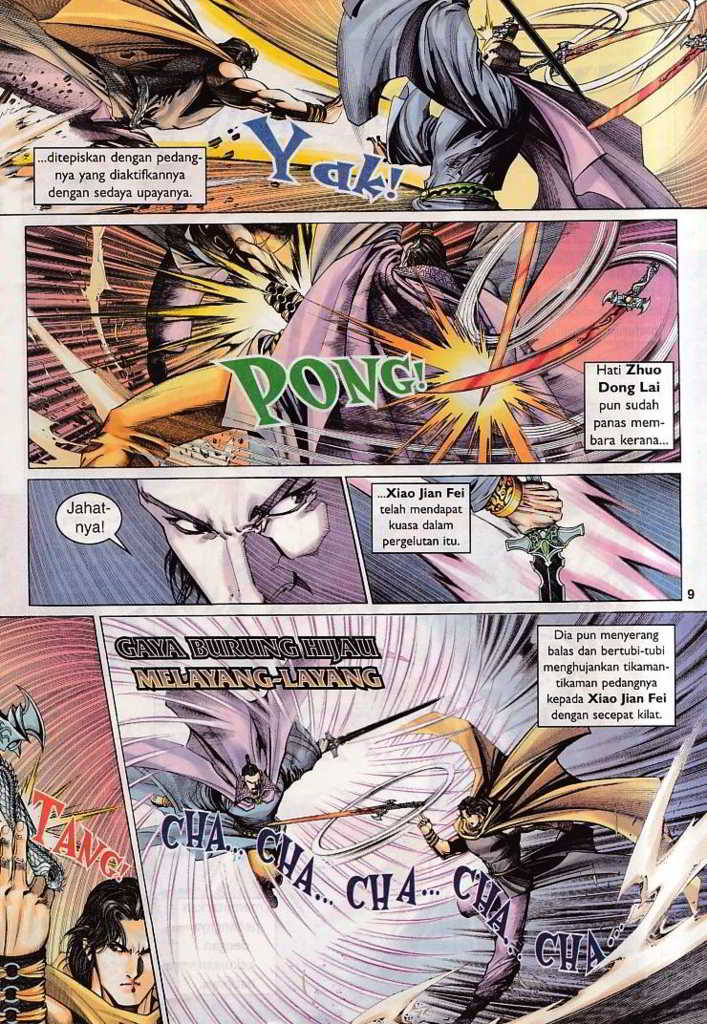 ...ditepiskan dengan pedang-
nya yang diaktifkannya
dengan sedaya upayanya.
Yak!
PONG!
Hati Zhuo
Dong Lai
pun sudah
panas mem-
bara kerana...
Jahat-
nya!
...Xiao Jian Fei
telah mendapat
kuasa dalam
pergelutan itu.
9
TANG!
GAYA BURUNG HIJAU
MELAYANG-LAYANG
Dia pun menyerang
balas dan bertubi-tubi
menghujankan tikaman-
tikaman pedangnya
kepada Xiao Jian Fei
dengan secepat kilat.
CHA... CHA... CHA... CHA... CHA...